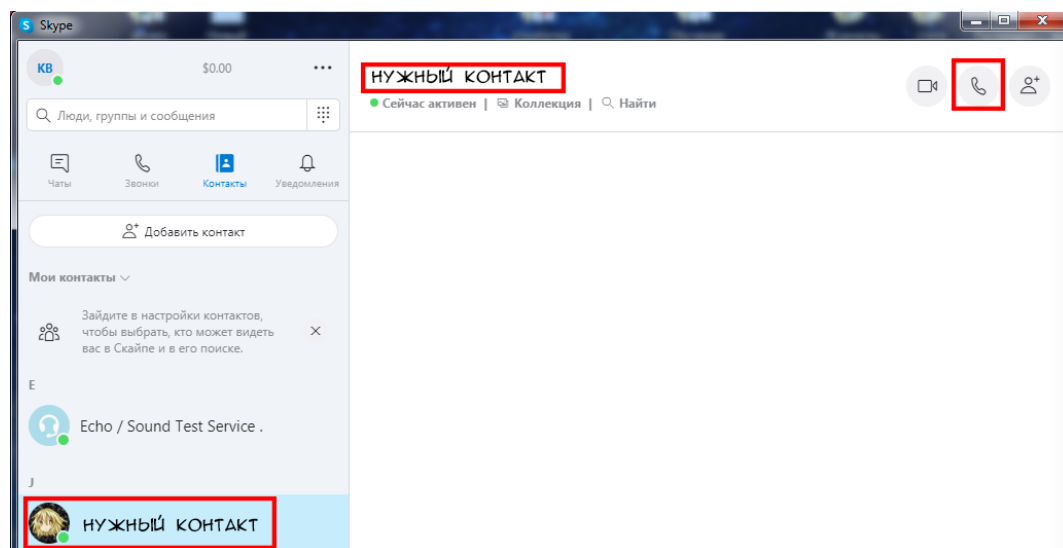 Skype
KB
$0.00
Люди, группы и сообщения
Чаты
Звонки
Контакты
Уведомления
Добавить контакт
Мои контакты
Зайдите в настройки контактов,
чтобы выбрать, кто может видеть
вас в Скайпе и в его поиске.
E
Echo / Sound Test Service .
J
НУЖНЫЙ КОНТАКТ
НУЖНЫЙ КОНТАКТ
Сейчас активен | Коллекция | Найти